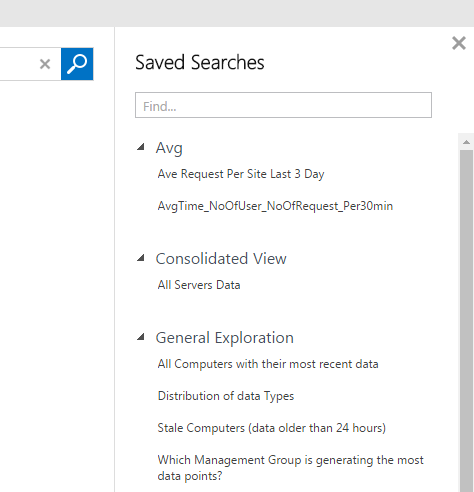 Saved Searches
Find...
Avg
Ave Request Per Site Last 3 Day
AvgTime_NoOfUser_NoOfRequest_Per30min
Consolidated View
All Servers Data
General Exploration
All Computers with their most recent data
Distribution of data Types
Stale Computers (data older than 24 hours)
Which Management Group is generating the most
data points?